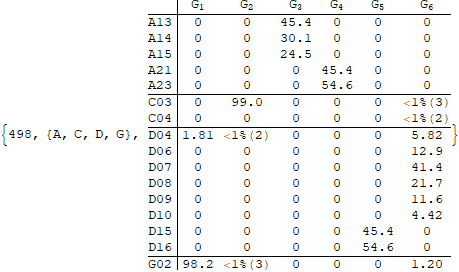 G1 G2 G3 G4 G5 G6
A13 0 0 45.4 0 0 0
A14 0 0 30.1 0 0 0
A15 0 0 24.5 0 0 0
A21 0 0 0 45.4 0 0
A23 0 0 0 54.6 0 0
C03 0 99.0 0 0 0 <1%(3)
C04 0 0 0 0 0 <1%(2)
{498, {A, C, D, G}, D04 1.81 <1%(2) 0 0 0 5.82 }
D06 0 0 0 0 0 12.9
D07 0 0 0 0 0 41.4
D08 0 0 0 0 0 21.7
D09 0 0 0 0 0 11.6
D10 0 0 0 0 0 4.42
D15 0 0 0 0 45.4 0
D16 0 0 0 0 54.6 0
G02 98.2 <1%(3) 0 0 0 1.20